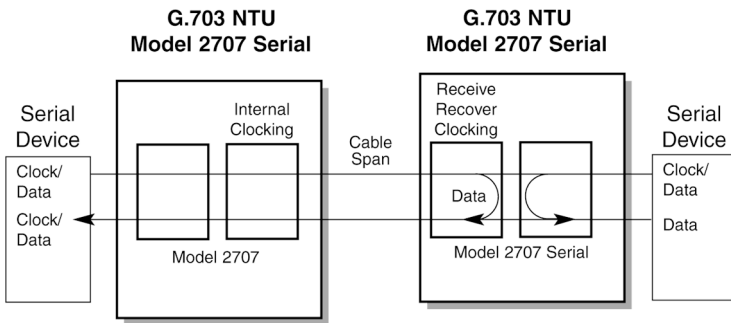 G.703 NTU
Model 2707 Serial
G.703 NTU
Model 2707 Serial
Serial
Device
Clock/
Data
Clock/
Data
Internal
Clocking
Model 2707
Cable
Span
Receive
Recover
Clocking
Data
Model 2707 Serial
Serial
Device
Clock/
Data
Data